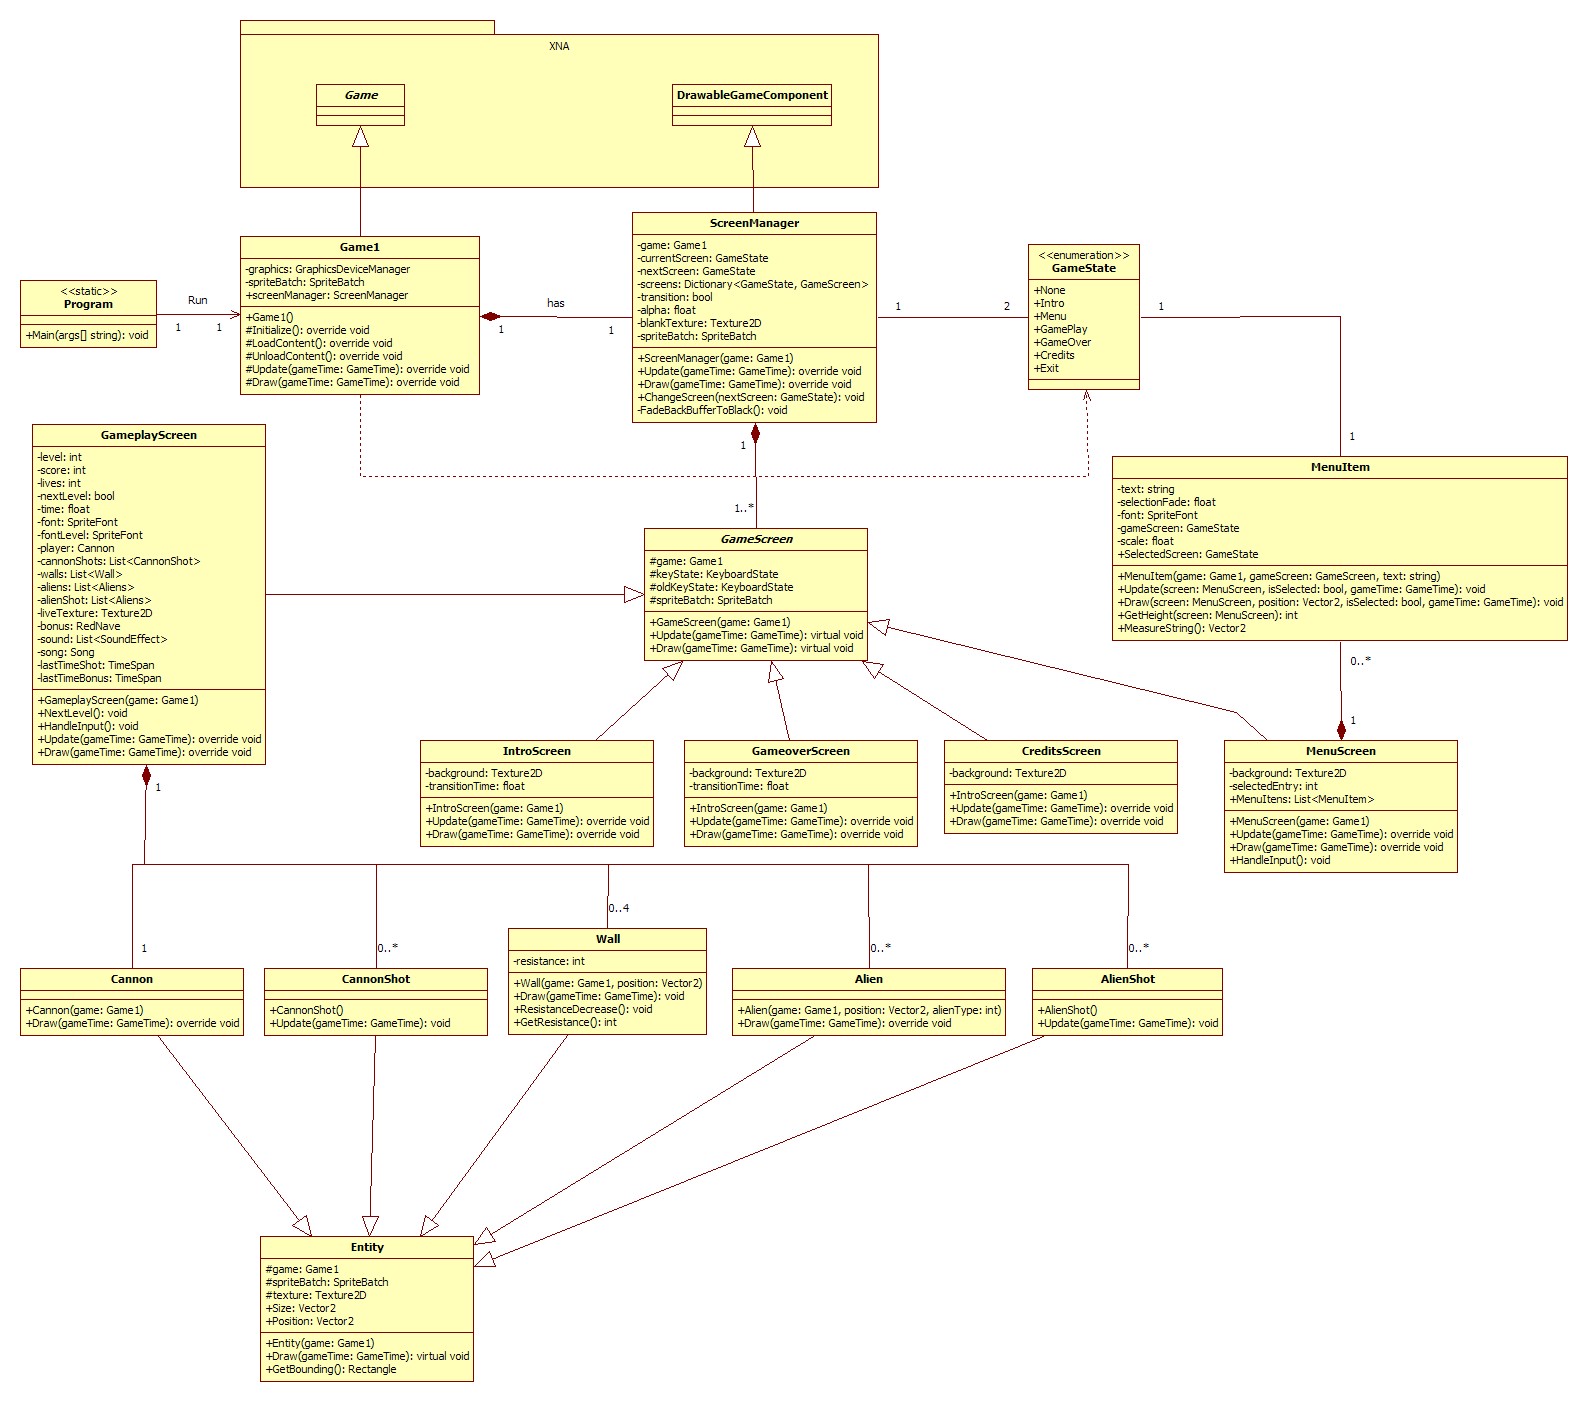 XNA
Game
DrawableGameComponent
<<static>>
Program
+Main(args[] string): void
Run
1
1
Game1
-graphics: GraphicsDeviceManager
-spriteBatch: SpriteBatch
+screenManager: ScreenManager
+Game1()
#Initialize(): override void
#LoadContent(): override void
#UnloadContent(): override void
#Update(gameTime: GameTime): override void
#Draw(gameTime: GameTime): override void
has
1
1
ScreenManager
-game: Game1
-currentScreen: GameState
-nextScreen: GameState
-screens: Dictionary<GameState, GameScreen>
-transition: bool
-alpha: float
-blankTexture: Texture2D
-spriteBatch: SpriteBatch
+ScreenManager(game: Game1)
+Update(gameTime: GameTime): override void
+Draw(gameTime: GameTime): override void
+ChangeScreen(nextScreen: GameState): void
-FadeBackBufferToBlack(): void
1
2
<<enumeration>>
GameState
+None
+Intro
+Menu
+GamePlay
+GameOver
+Credits
+Exit
1
1
MenuItem
-text: string
-selectionFade: float
-font: SpriteFont
-gameScreen: GameState
-scale: float
+SelectedScreen: GameState
+MenuItem(game: Game1, gameScreen: GameScreen, text: string)
+Update(screen: MenuScreen, isSelected: bool, gameTime: GameTime): void
+Draw(screen: MenuScreen, position: Vector2, isSelected: bool, gameTime: GameTime): void
+GetHeight(screen: MenuScreen): int
+MeasureString(): Vector2
0..*
1
GameplayScreen
-level: int
-score: int
-lives: int
-nextLevel: bool
-time: float
-font: SpriteFont
-fontLevel: SpriteFont
-player: Cannon
-cannonShots: List<CannonShot>
-walls: List<Wall>
-aliens: List<Aliens>
-alienShot: List<Aliens>
-liveTexture: Texture2D
-bonus: RedNave
-sound: List<SoundEffect>
-song: Song
-lastTimeShot: TimeSpan
-lastTimeBonus: TimeSpan
+GameplayScreen(game: Game1)
+NextLevel(): void
+HandleInput(): void
+Update(gameTime: GameTime): override void
+Draw(gameTime: GameTime): override void
1
1
1..*
GameScreen
#game: Game1
#keyState: KeyboardState
#oldKeyState: KeyboardState
#spriteBatch: SpriteBatch
+GameScreen(game: Game1)
+Update(gameTime: GameTime): virtual void
+Draw(gameTime: GameTime): virtual void
IntroScreen
-background: Texture2D
-transitionTime: float
+IntroScreen(game: Game1)
+Update(gameTime: GameTime): override void
+Draw(gameTime: GameTime): override void
GameoverScreen
-background: Texture2D
-transitionTime: float
+IntroScreen(game: Game1)
+Update(gameTime: GameTime): override void
+Draw(gameTime: GameTime): override void
CreditsScreen
-background: Texture2D
+IntroScreen(game: Game1)
+Update(gameTime: GameTime): override void
+Draw(gameTime: GameTime): override void
MenuScreen
-background: Texture2D
-selectedEntry: int
+MenuItens: List<MenuItem>
+MenuScreen(game: Game1)
+Update(gameTime: GameTime): override void
+Draw(gameTime: GameTime): override void
+HandleInput(): void
1
0..*
0..4
0..*
0..*
Cannon
+Cannon(game: Game1)
+Draw(gameTime: GameTime): override void
CannonShot
+CannonShot()
+Update(gameTime: GameTime): void
Wall
-resistance: int
+Wall(game: Game1, position: Vector2)
+Draw(gameTime: GameTime): void
+ResistanceDecrease(): void
+GetResistance(): int
Alien
+Alien(game: Game1, position: Vector2, alienType: int)
+Draw(gameTime: GameTime): override void
AlienShot
+AlienShot()
+Update(gameTime: GameTime): void
Entity
#game: Game1
#spriteBatch: SpriteBatch
#texture: Texture2D
+Size: Vector2
+Position: Vector2
+Entity(game: Game1)
+Draw(gameTime: GameTime): virtual void
+GetBounding(): Rectangle